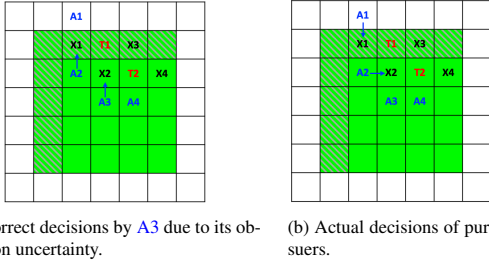 A1
X1 T1 X3
A2 X2 T2 X4
A3 A4
orrect decisions by A3 due to its ob-
on uncertainty.
A1
X1 T1 X3
A2 X2 T2 X4
A3 A4
(b) Actual decisions of pur-
suers.